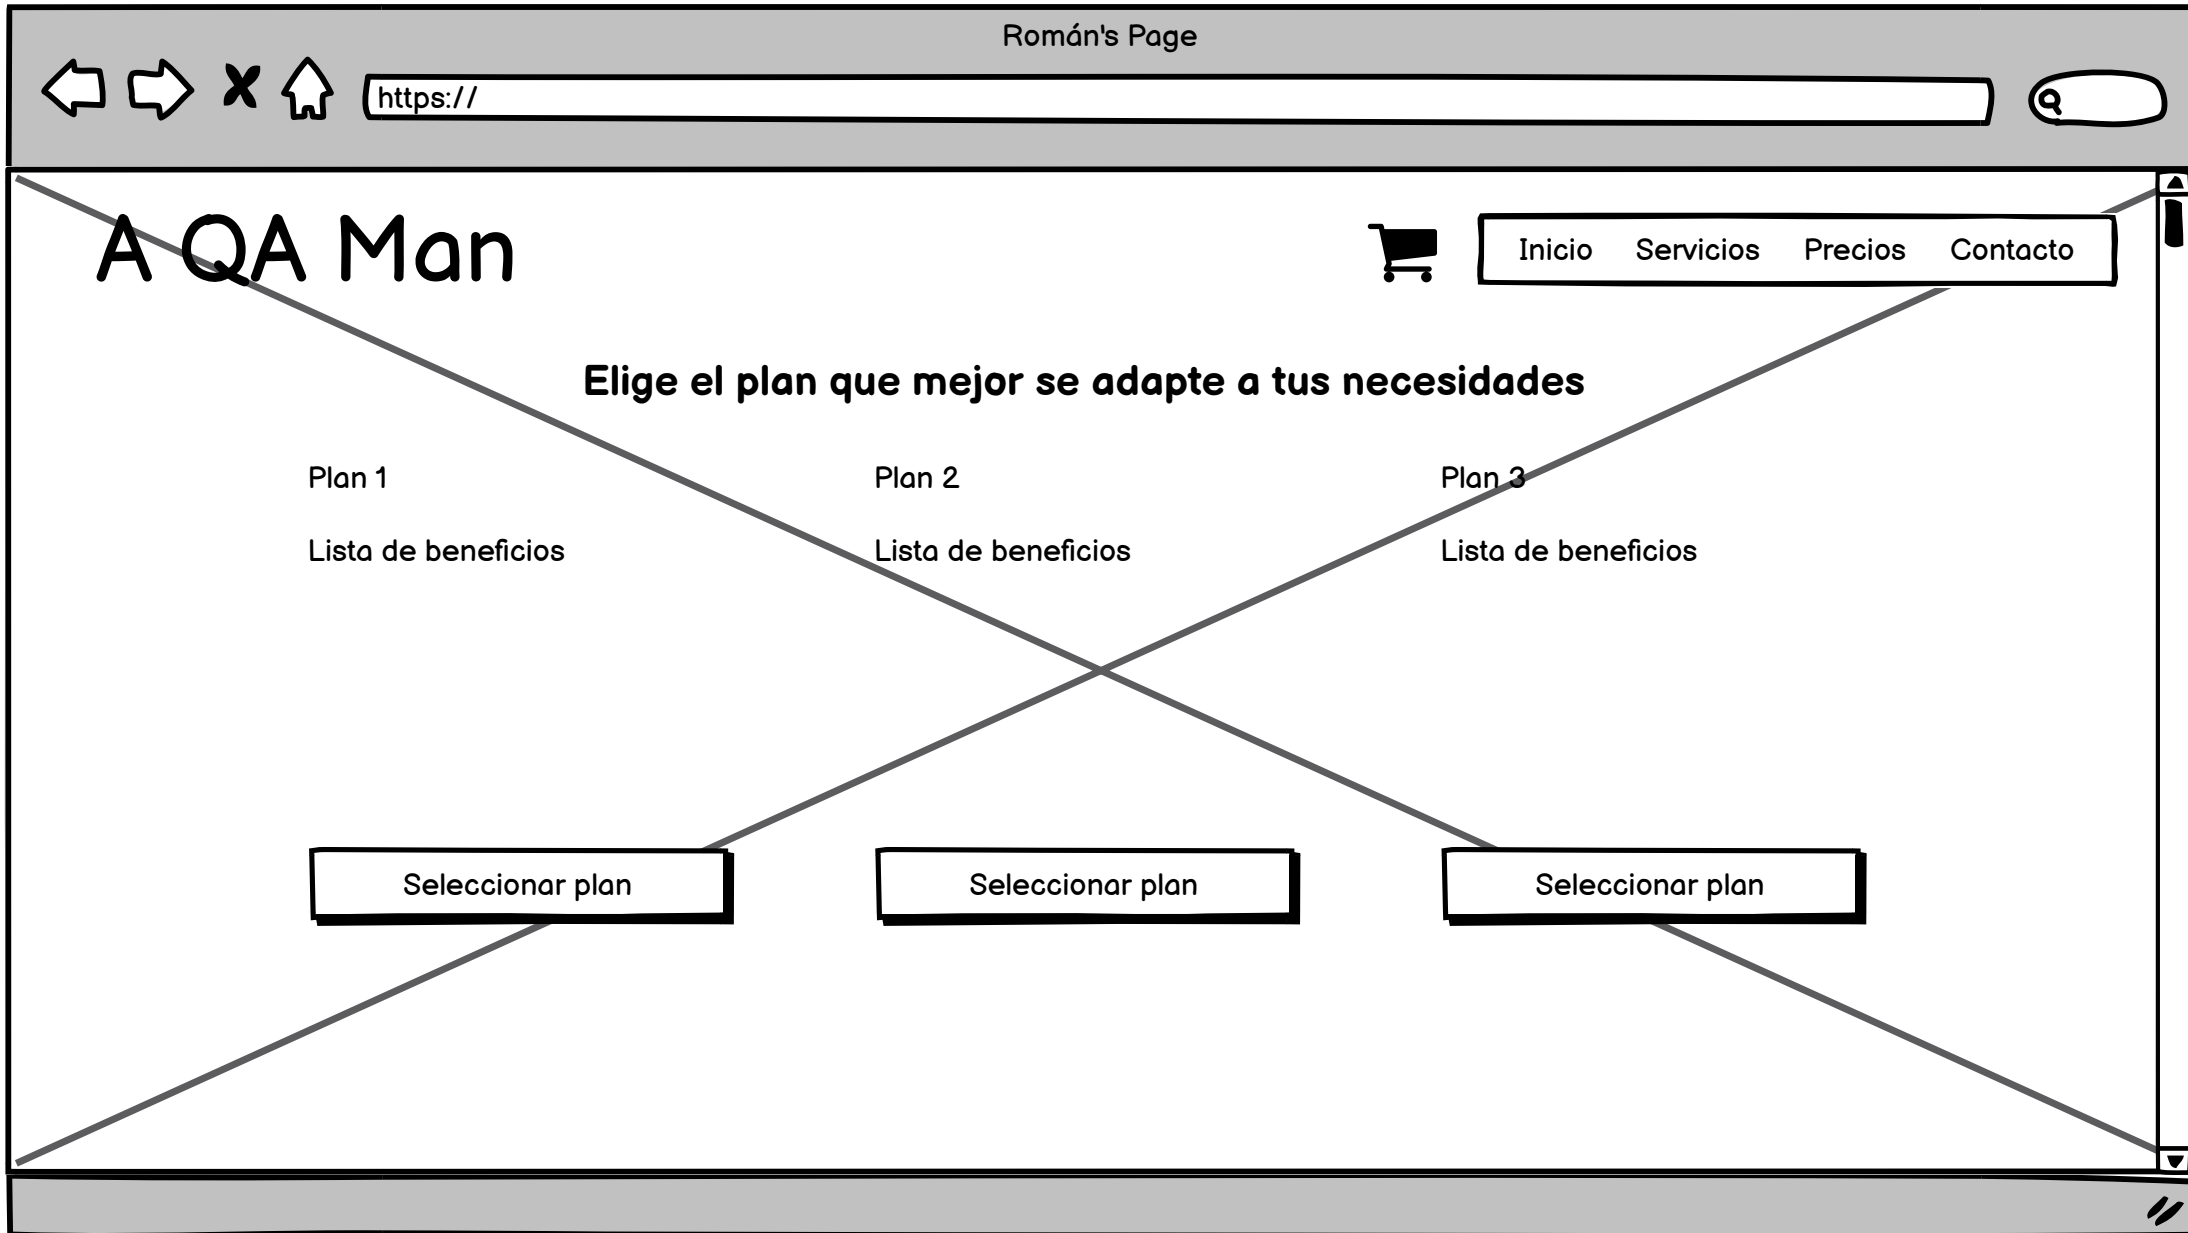 Román's Page
https://
A QA Man
Inicio Servicios Precios Contacto
Elige el plan que mejor se adapte a tus necesidades
Plan 1 Plan 2 Plan 3
Lista de beneficios Lista de beneficios Lista de beneficios
Seleccionar plan Seleccionar plan Seleccionar plan